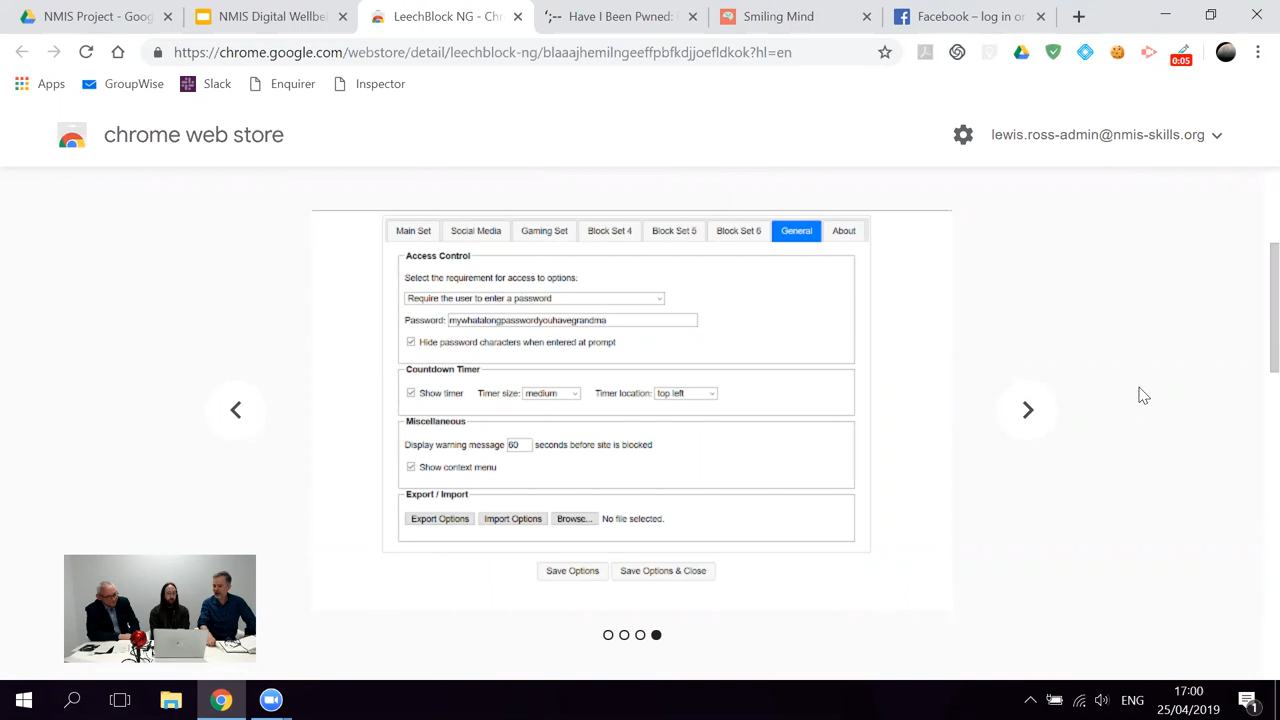 NMIS Project - Goog
NMIS Digital Wellbei
LeechBlock NG - Chr
';-- Have I Been Pwned:
Smiling Mind
Facebook – log in or
https://chrome.google.com/webstore/detail/leechblock-ng/blaaajhemilngeeffpbfkdjjoefldkok?hl=en
0:05
Apps
GroupWise
Slack
Enquirer
Inspector
chrome web store
lewis.ross-admin@nmis-skills.org
Main Set
Social Media
Gaming Set
Block Set 4
Block Set 5
Block Set 6
General
About
Access Control
Select the requirement for access to options:
Require the user to enter a password
Password: mywhatalongpasswordyouhavegrandma
Hide password characters when entered at prompt
Countdown Timer
Show timer Timer size: medium Timer location: top left
Miscellaneous
Display warning message 60 seconds before site is blocked
Show context menu
Export / Import
Export Options Import Options Browse... No file selected.
Save Options Save Options & Close
ENG
17:00
25/04/2019
1